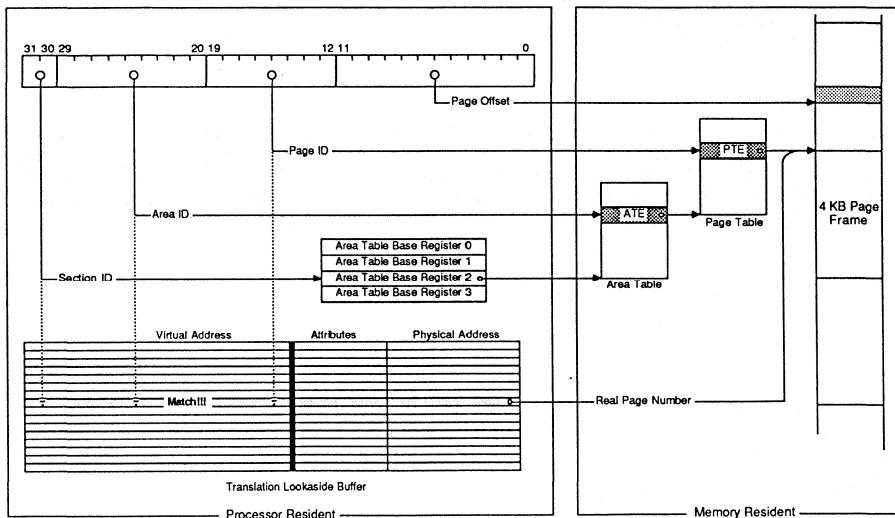 31 30 29 20 19 12 11 0
Page Offset
Page ID
PTE
Area ID
ATE
Page Table
4 KB Page
Frame
Area Table Base Register 0
Area Table Base Register 1
Section ID
Area Table Base Register 2
Area Table
Area Table Base Register 3
Virtual Address Attributes Physical Address
Match!!!
Real Page Number
Translation Lookaside Buffer
Processor Resident
Memory Resident